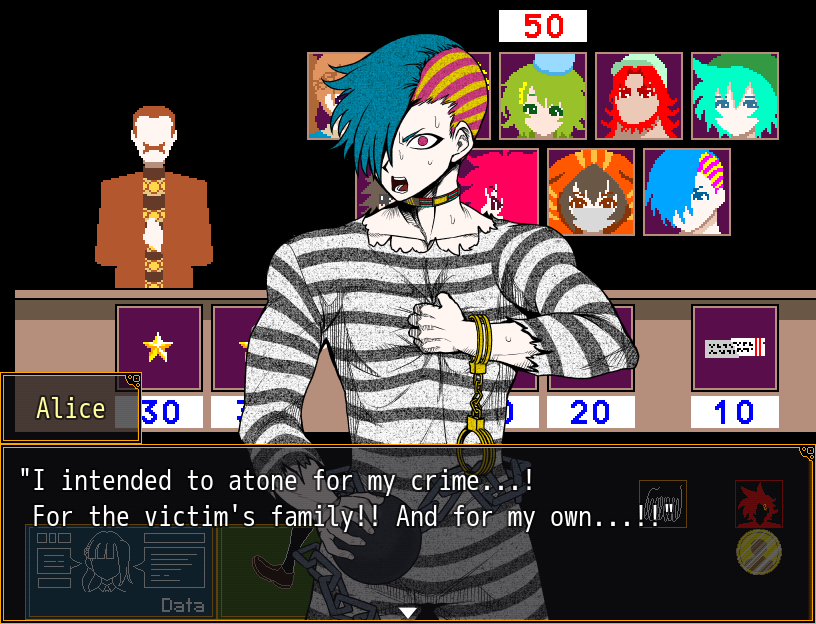 50
30
20
10
Alice
"I intended to atone for my crime...!
For the victim's family!! And for my own...!!"
Data